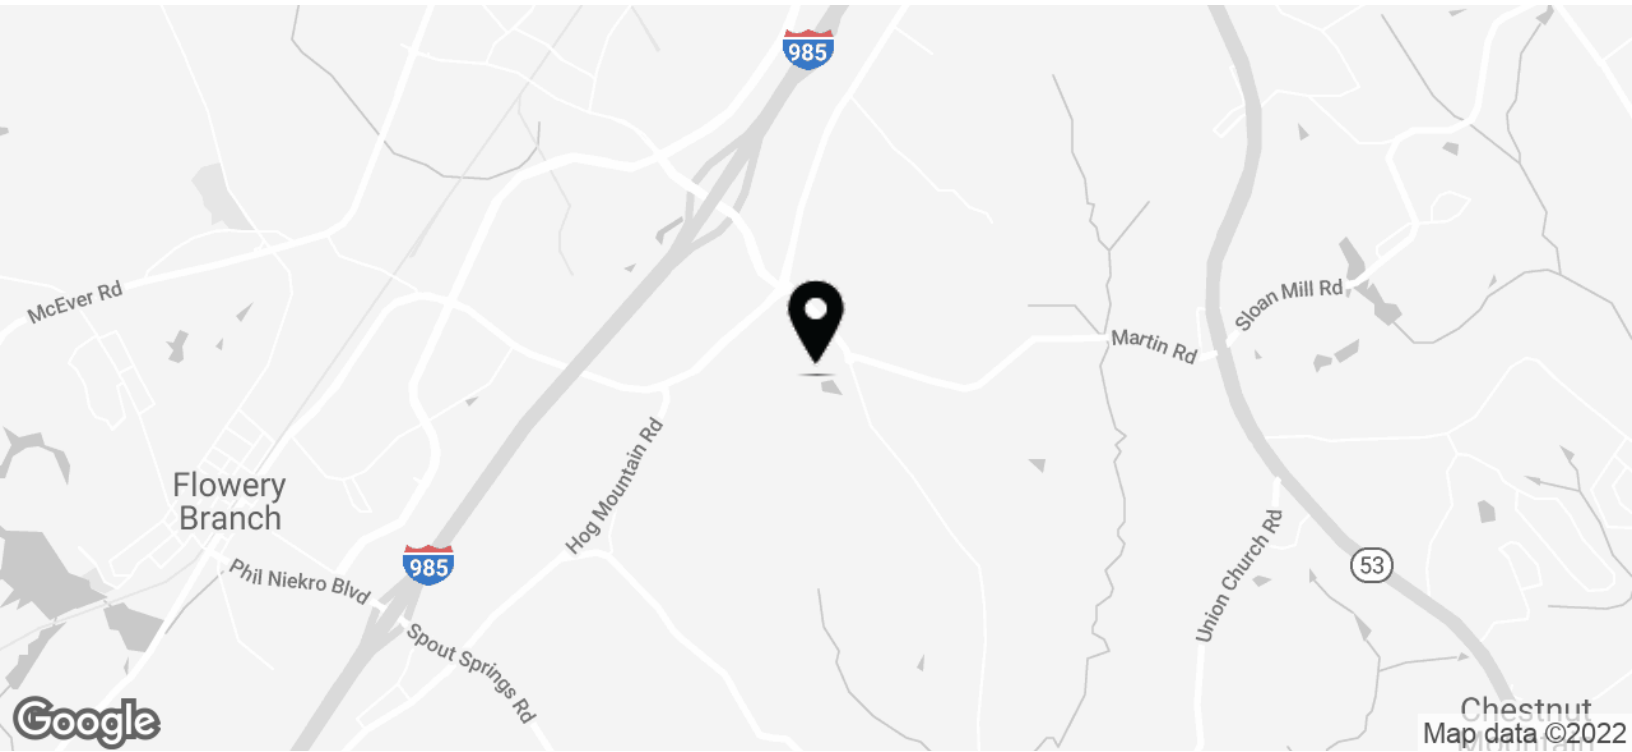 985
McEver Rd
Sloan Mill Rd
Martin Rd
Hog Mountain Rd
Flowery
Branch
Union Church Rd
985
53
Phil Niekro Blvd
Spout Springs Rd
Chestnut
Mountain
Google
Map data ©2022